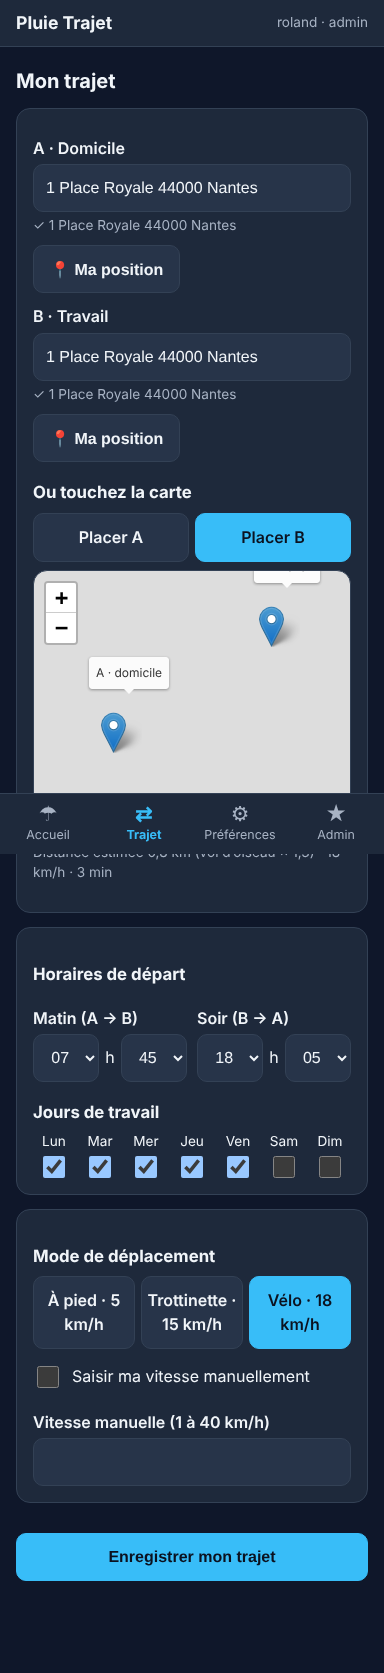 Pluie Trajet
roland · admin
Mon trajet
A · Domicile
1 Place Royale 44000 Nantes
✓ 1 Place Royale 44000 Nantes
📍 Ma position
B · Travail
1 Place Royale 44000 Nantes
✓ 1 Place Royale 44000 Nantes
📍 Ma position
Ou touchez la carte
Placer A
Placer B
+
−
A · domicile
☂ Accueil
⇄ Trajet
⚙ Préférences
★ Admin
km/h · 3 min
Horaires de départ
Matin (A → B)
Soir (B → A)
07 h 45
18 h 05
Jours de travail
Lun Mar Mer Jeu Ven Sam Dim
Mode de déplacement
À pied · 5
km/h
Trottinette ·
15 km/h
Vélo · 18
km/h
Saisir ma vitesse manuellement
Vitesse manuelle (1 à 40 km/h)
Enregistrer mon trajet